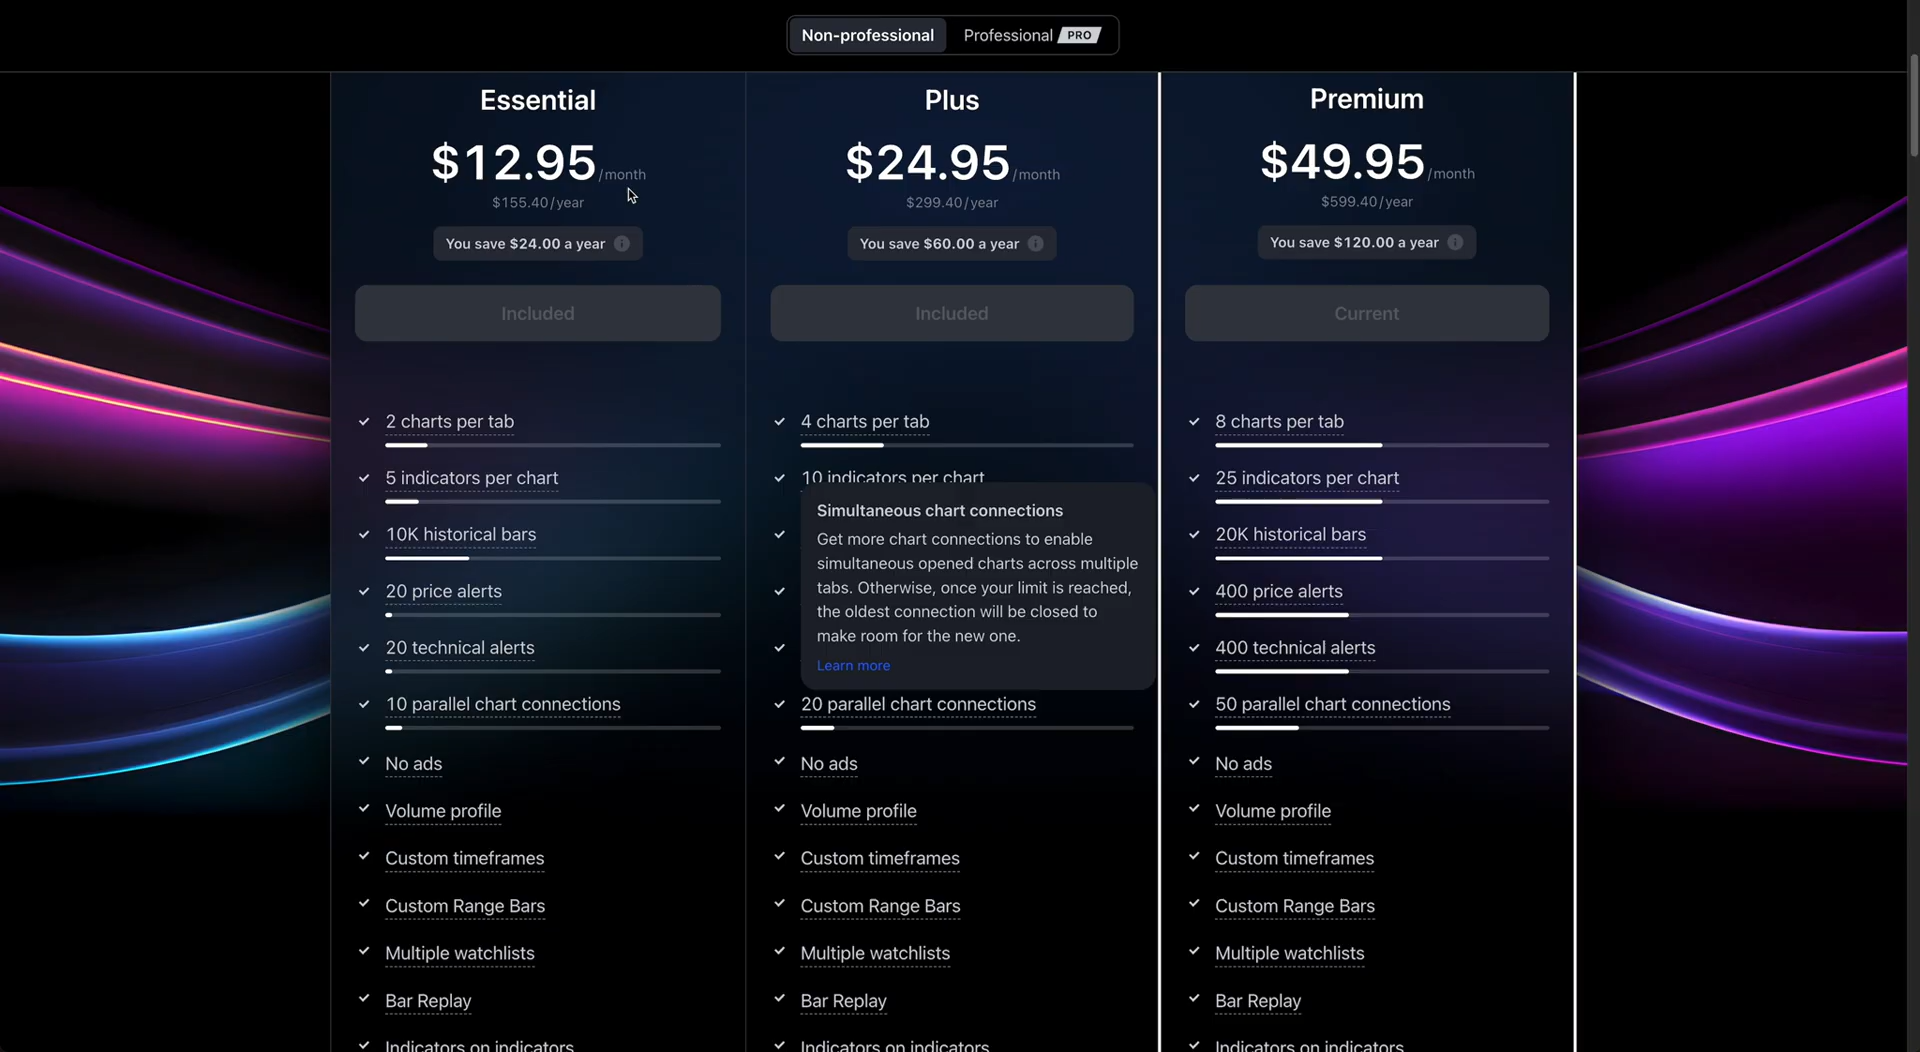 Non-professional
Professional PRO
Essential
$12.95/month
$155.40/year
You save $24.00 a year
Included
2 charts per tab
5 indicators per chart
10K historical bars
20 price alerts
20 technical alerts
10 parallel chart connections
No ads
Volume profile
Custom timeframes
Custom Range Bars
Multiple watchlists
Bar Replay
Indicators on indicators
Plus
$24.95/month
$299.40/year
You save $60.00 a year
Included
4 charts per tab
10 indicators per chart
Simultaneous chart connections
Get more chart connections to enable
simultaneous opened charts across multiple
tabs. Otherwise, once your limit is reached,
the oldest connection will be closed to
make room for the new one.
Learn more
20 parallel chart connections
No ads
Volume profile
Custom timeframes
Custom Range Bars
Multiple watchlists
Bar Replay
Indicators on indicators
Premium
$49.95/month
$599.40/year
You save $120.00 a year
Current
8 charts per tab
25 indicators per chart
20K historical bars
400 price alerts
400 technical alerts
50 parallel chart connections
No ads
Volume profile
Custom timeframes
Custom Range Bars
Multiple watchlists
Bar Replay
Indicators on indicators